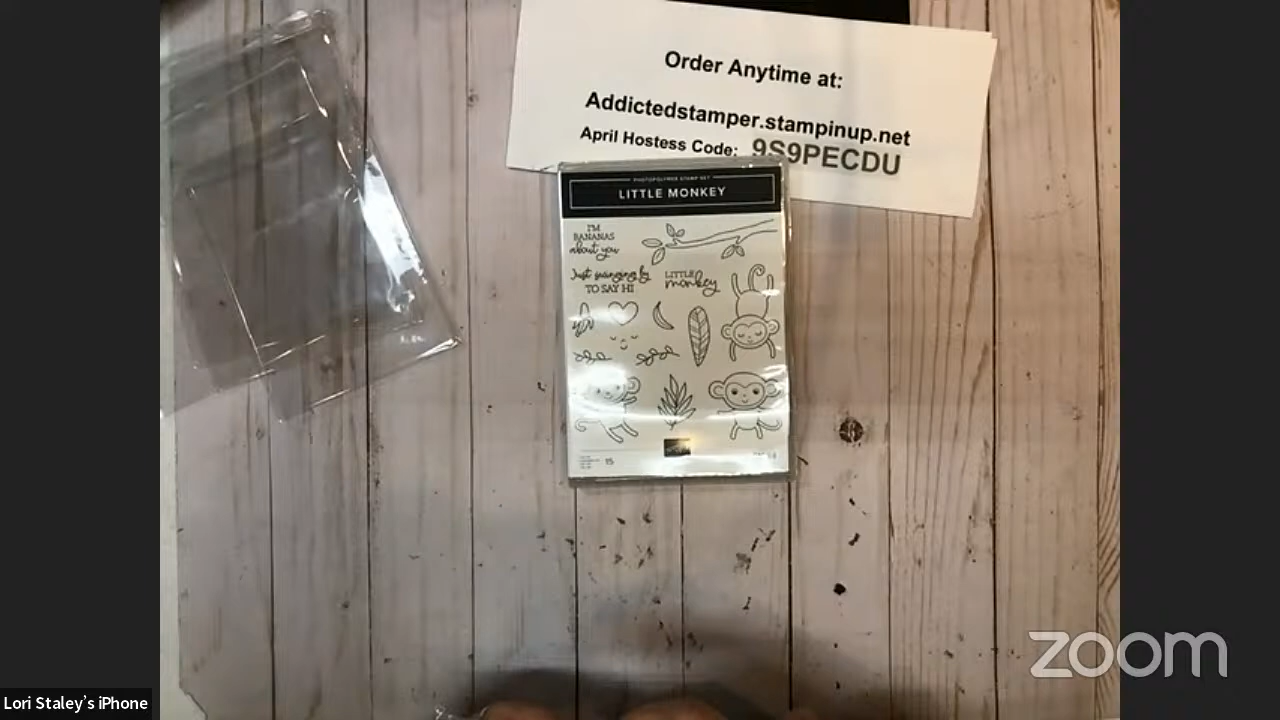 Order Anytime at:
Addictedstamper.stampinup.net
April Hostess Code: 9S9PECDU
PHOTOPOLYMER STAMP SET
LITTLE MONKEY
I'M
BANANAS
about you
Just swinging by
TO SAY HI
LITTLE
monkey
15
zoom
Lori Staley's iPhone